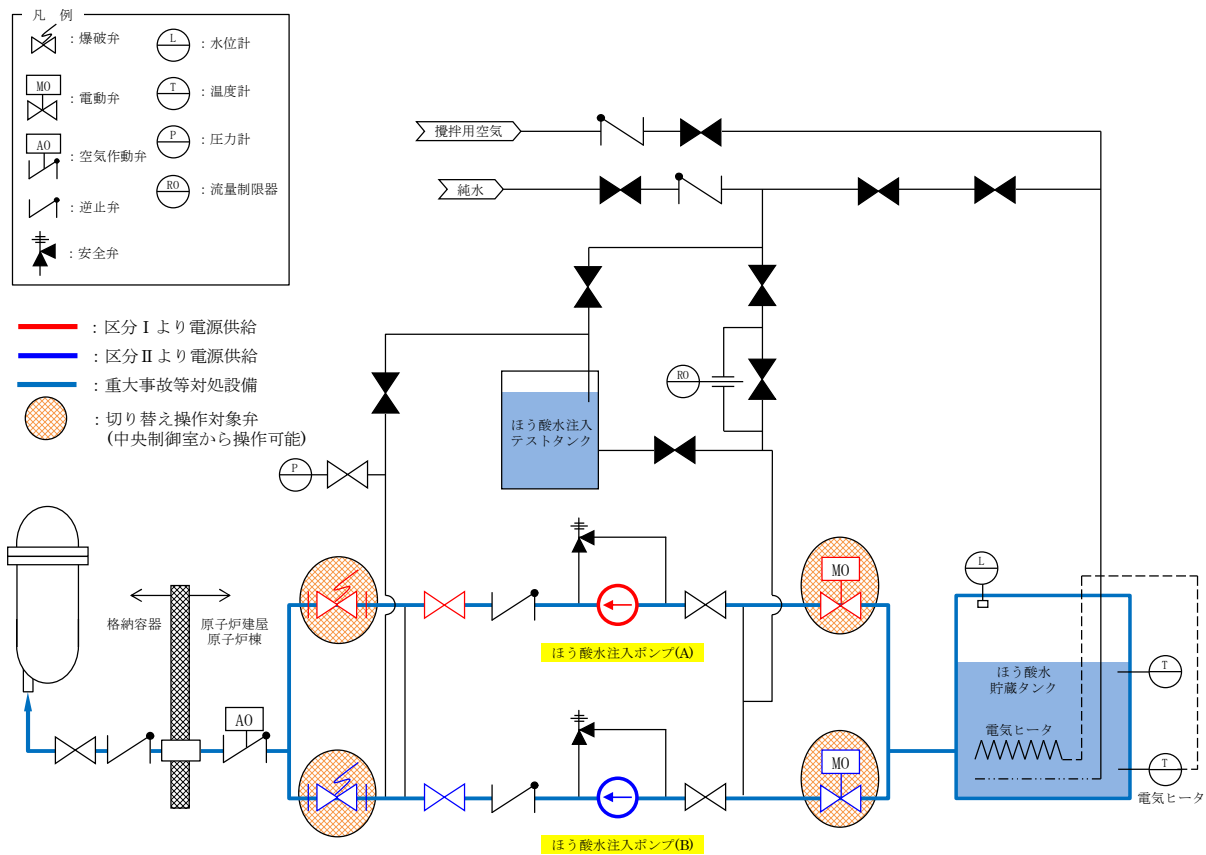 凡 例
：爆破弁
L
：水位計
MO
：電動弁
T
：温度計
AO
：空気作動弁
P
：圧力計
：逆止弁
RO
：流量制限器
：安全弁
：区分Ⅰより電源供給
：区分Ⅱより電源供給
：重大事故等対処設備
：切り替え操作対象弁
(中央制御室から操作可能)
攪拌用空気
純水
RO
ほう酸水注入
テストタンク
P
L
MO
格納容器
原子炉建屋
原子炉棟
ほう酸水注入ポンプ(A)
ほう酸水
貯蔵タンク
T
AO
電気ヒータ
MO
T
電気ヒータ
ほう酸水注入ポンプ(B)